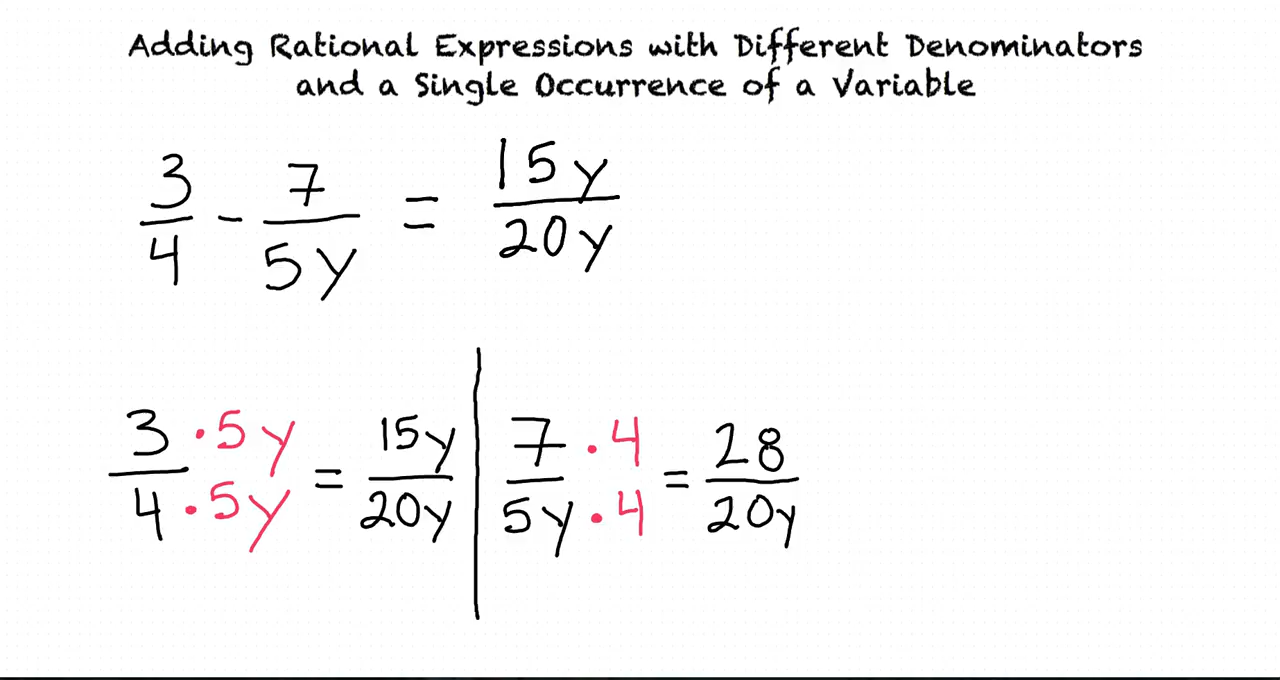 Adding Rational Expressions with Different Denominators
and a Single Occurrence of a Variable
3/4 - 7/5y = 15y/20y
3·5y/4·5y = 15y/20y | 7·4/5y·4 = 28/20y